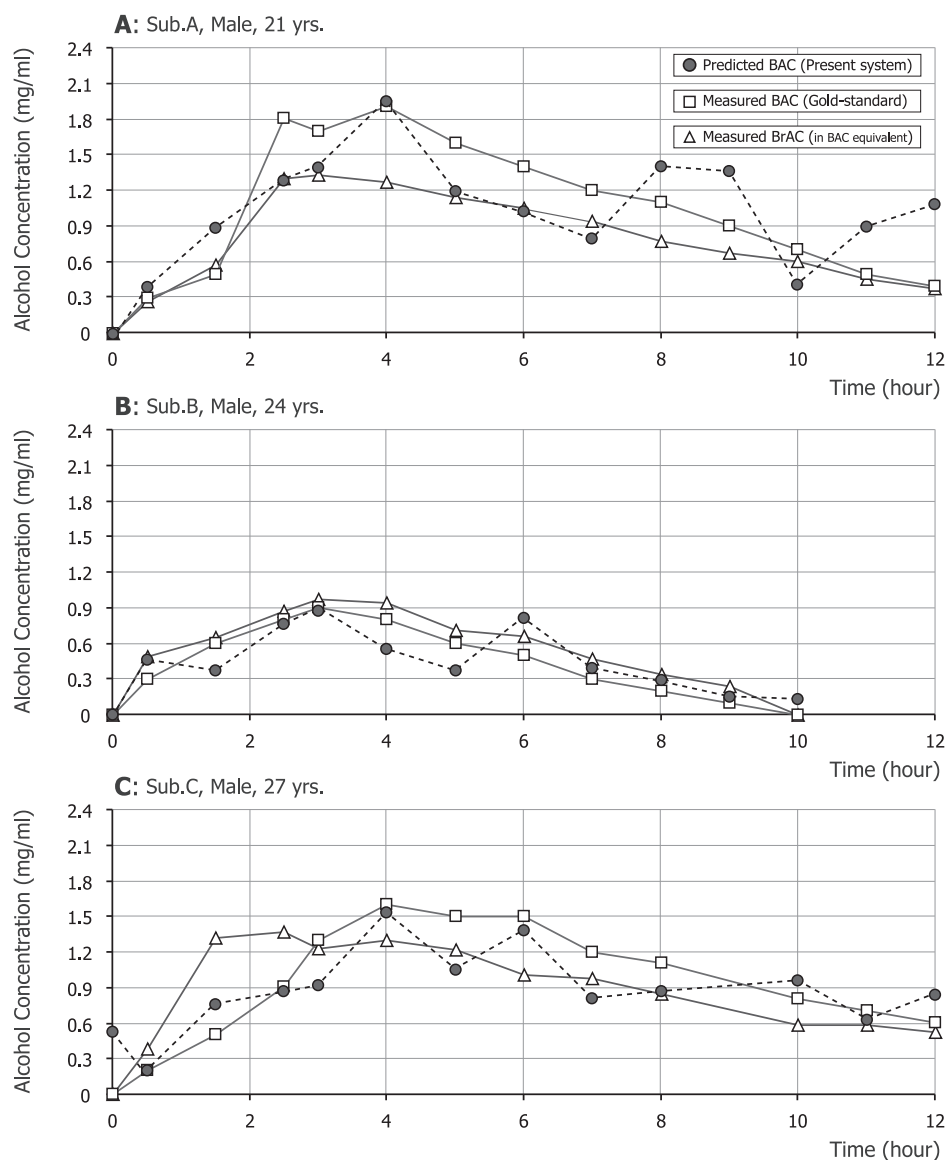 A: Sub.A, Male, 21 yrs.
Alcohol Concentration (mg/ml)
2.4
2.1
1.8
1.5
1.2
0.9
0.6
0.3
0
Predicted BAC (Present system)
Measured BAC (Gold-standard)
Measured BrAC (in BAC equivalent)
0 2 4 6 8 10 12
Time (hour)
B: Sub.B, Male, 24 yrs.
Alcohol Concentration (mg/ml)
2.4
2.1
1.8
1.5
1.2
0.9
0.6
0.3
0
0 2 4 6 8 10 12
Time (hour)
C: Sub.C, Male, 27 yrs.
Alcohol Concentration (mg/ml)
2.4
2.1
1.8
1.5
1.2
0.9
0.6
0.3
0
0 2 4 6 8 10 12
Time (hour)